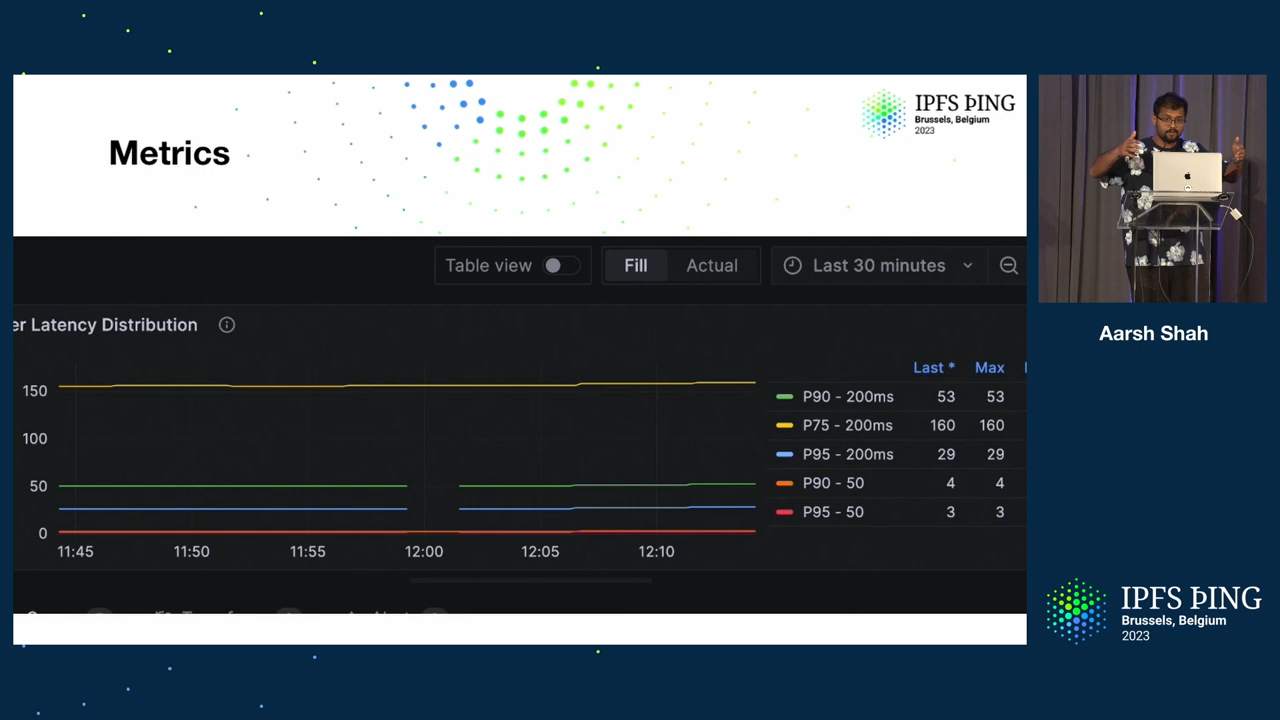 Metrics
IPFS ÞING
Brussels, Belgium
2023
Table view
Fill
Actual
Last 30 minutes
er Latency Distribution
Last *
Max
150
100
50
0
P90 - 200ms
53
53
P75 - 200ms
160
160
P95 - 200ms
29
29
P90 - 50
4
4
P95 - 50
3
3
11:45
11:50
11:55
12:00
12:05
12:10
Aarsh Shah
IPFS ÞING
Brussels, Belgium
2023